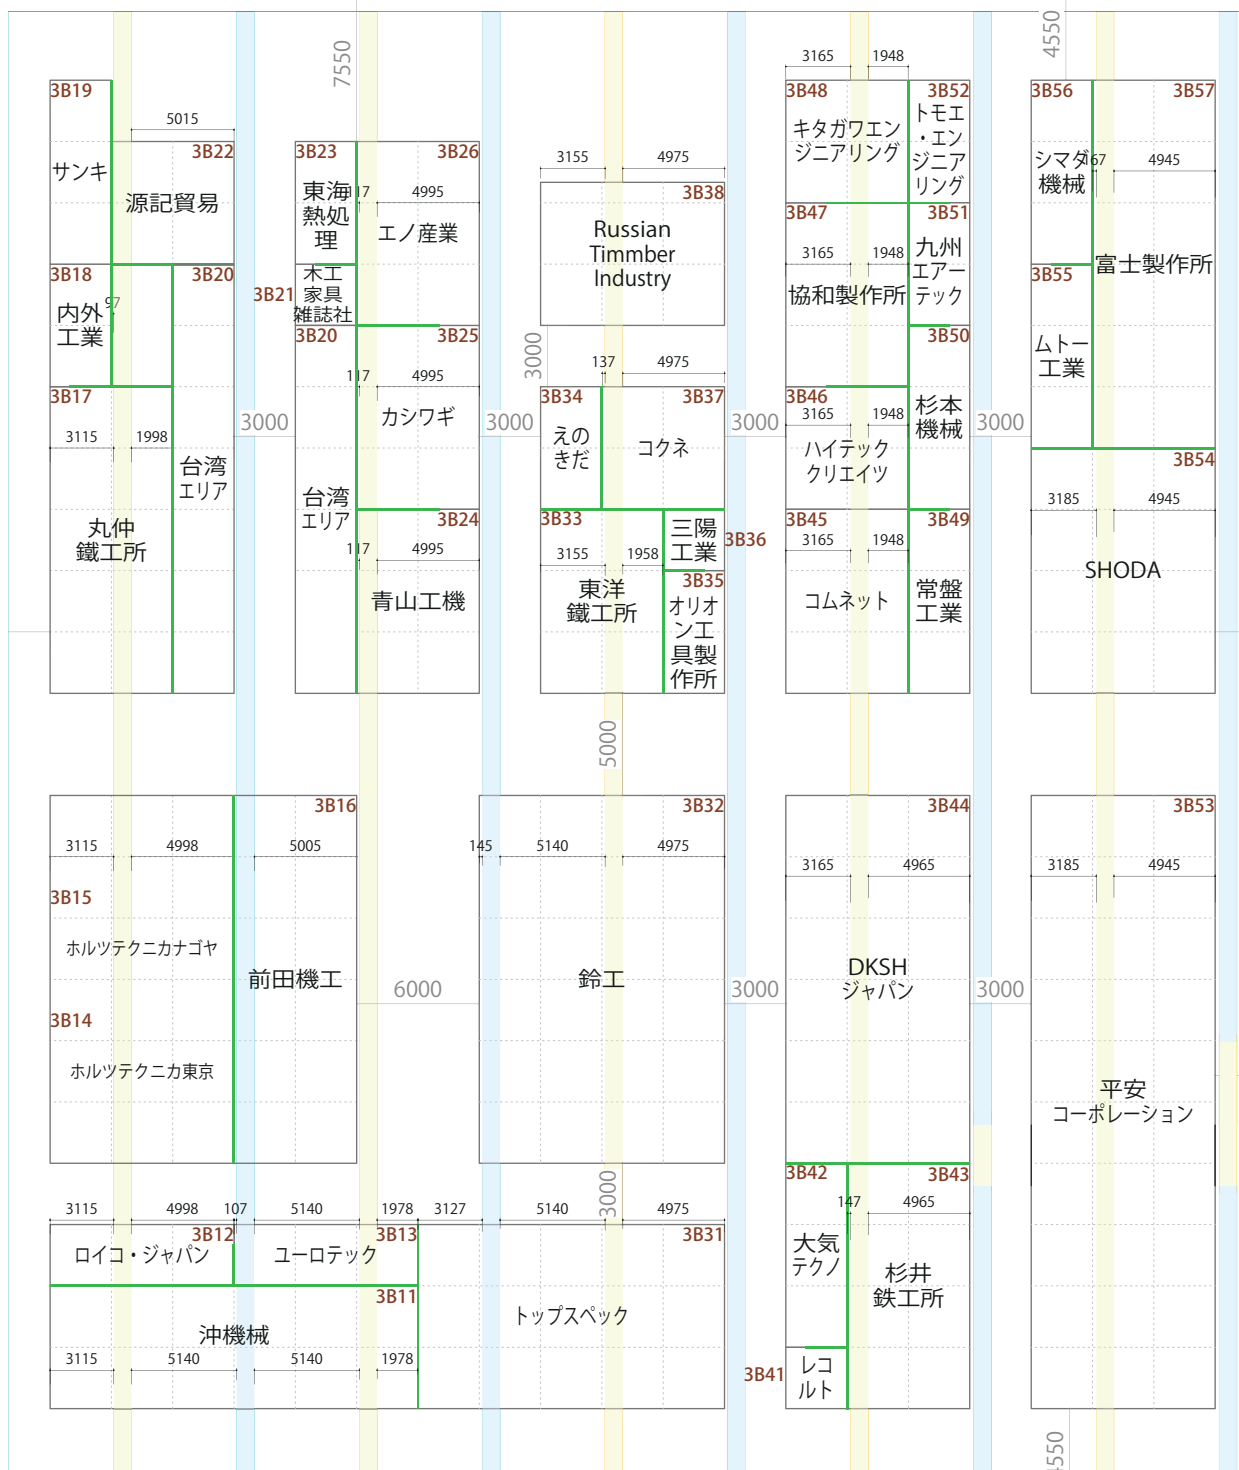 4550
7550
3165
1948
3B19
サンキ
5015
3B22
源記貿易
3B18
内外
工業
97
3B20
3B17
3115
1998
丸仲
鐵工所
台湾
エリア
3000
3B23
東海
熱処
理
3B26
117
4995
エノ産業
3B21
木工
家具
雑誌社
3B20
台湾
エリア
3B25
117
4995
カシワギ
3B24
117
4995
青山工機
3000
3155
4975
3B38
Russian
Timmber
Industry
3000
137
4975
3B34
えの
きだ
3B37
コクネ
3B33
3155
1958
東洋
鐵工所
三陽
工業
3B36
3B35
オリオ
ン工
具製
作所
3000
3B48
キタガワエン
ジニアリング
3B52
トモエ
・エン
ジニア
リング
3B47
3165
1948
協和製作所
3B51
九州
エアー
テック
3B50
杉本
機械
3B46
3165
1948
ハイテック
クリエイツ
3B45
3165
1948
コムネット
3B49
常盤
工業
3000
3B56
シマダ
機械
167
4945
3B57
富士製作所
3B55
ムトー
工業
3B54
3185
4945
SHODA
5000
3B16
3115
4998
5005
3B15
ホルツテクニカナゴヤ
前田機工
3B14
ホルツテクニカ東京
6000
3B32
145
5140
4975
鈴工
3000
3B44
3165
4965
DKSH
ジャパン
3000
3B53
3185
4945
平安
コーポレーション
3000
3115
4998
107
5140
1978
3127
5140
4975
3B12
ロイコ・ジャパン
3B13
ユーロテック
3B31
トップスペック
3B11
沖機械
3115
5140
5140
1978
3B42
大気
テクノ
3B43
147
4965
杉井
鉄工所
3B41
レコ
ルト
4550